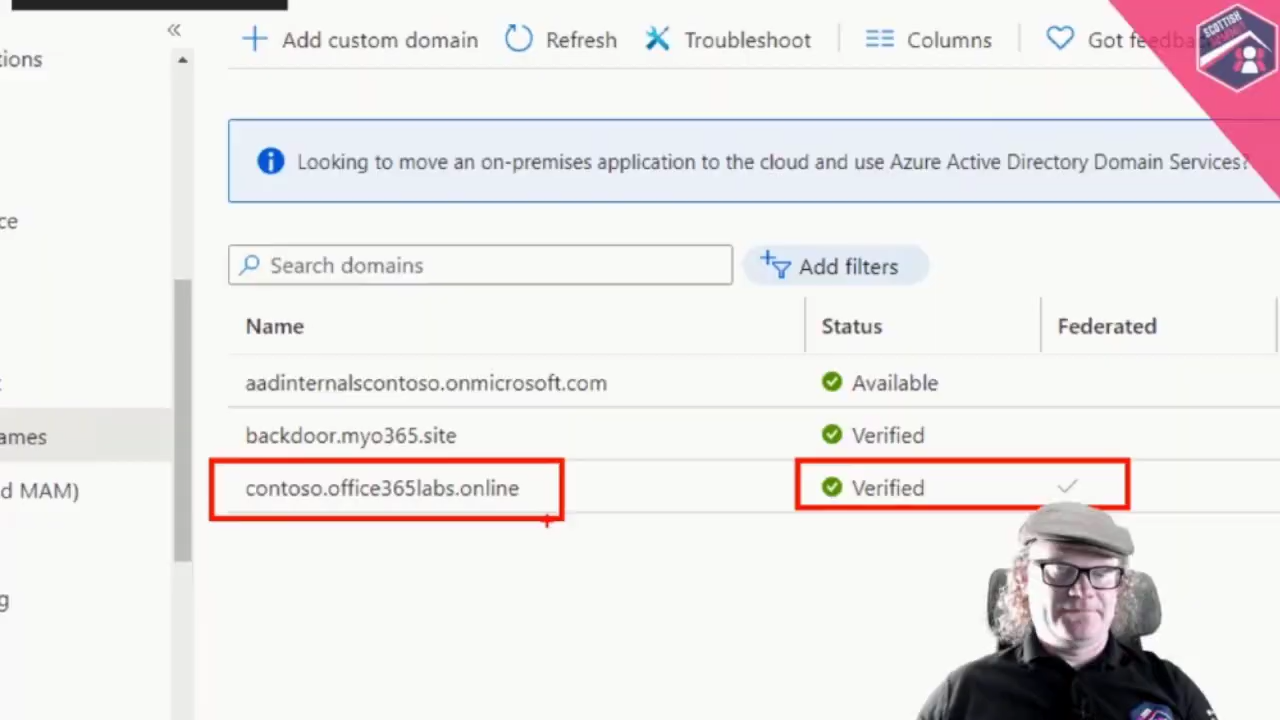 «
tions
Add custom domain
Refresh
Troubleshoot
Columns
Got feedba
SCOTTISH
Looking to move an on-premises application to the cloud and use Azure Active Directory Domain Services?
ce
Search domains
Add filters
Name
Status
Federated
aadinternalscontoso.onmicrosoft.com
Available
ames
backdoor.myo365.site
Verified
d MAM)
contoso.office365labs.online
Verified
g